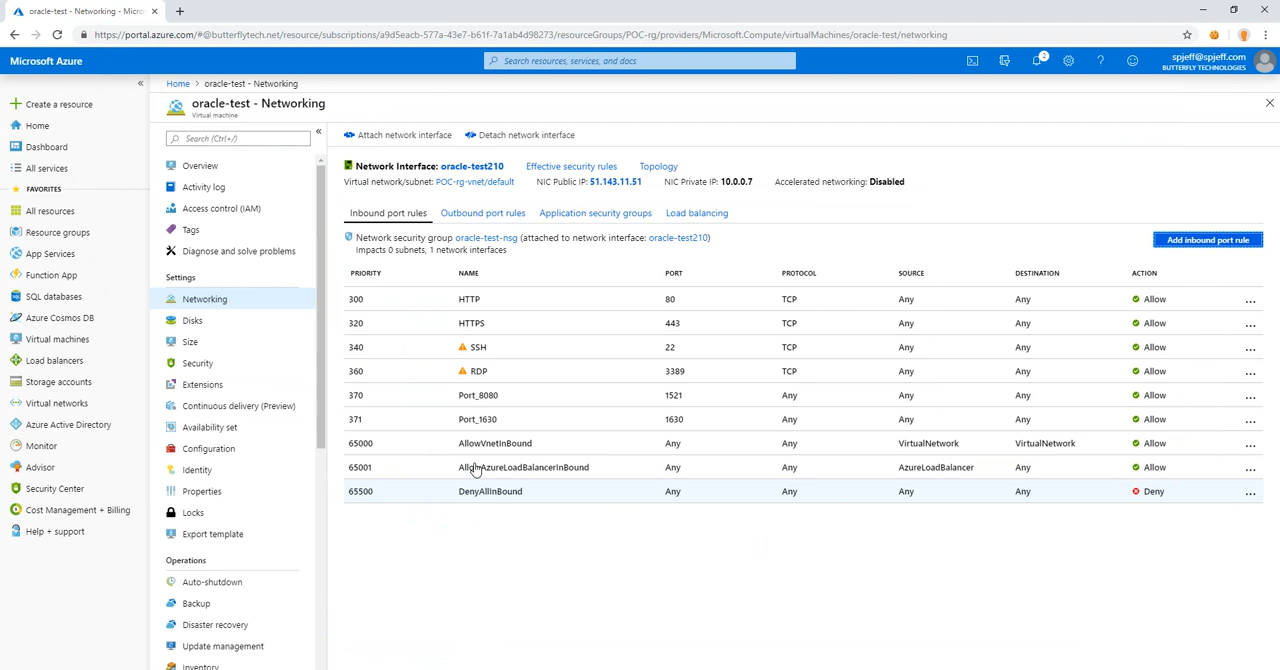 oracle-test - Networking - Micro
https://portal.azure.com/#@butterflytech.net/resource/subscriptions/a9d5eacb-577a-43e7-b61f-7a1ab4d98273/resourceGroups/POC-rg/providers/Microsoft.Compute/virtualMachines/oracle-test/networking
Microsoft Azure
Search resources, services, and docs
2
spjeff@spjeff.com
BUTTERFLY TECHNOLOGIES
Create a resource
Home
Dashboard
All services
FAVORITES
All resources
Resource groups
App Services
Function App
SQL databases
Azure Cosmos DB
Virtual machines
Load balancers
Storage accounts
Virtual networks
Azure Active Directory
Monitor
Advisor
Security Center
Cost Management + Billing
Help + support
Home > oracle-test - Networking
oracle-test - Networking
Virtual machine
Search (Ctrl+/)
Overview
Activity log
Access control (IAM)
Tags
Diagnose and solve problems
Settings
Networking
Disks
Size
Security
Extensions
Continuous delivery (Preview)
Availability set
Configuration
Identity
Properties
Locks
Export template
Operations
Auto-shutdown
Backup
Disaster recovery
Update management
Inventory
Attach network interface Detach network interface
Network Interface: oracle-test210 Effective security rules Topology
Virtual network/subnet: POC-rg-vnet/default NIC Public IP: 51.143.11.51 NIC Private IP: 10.0.0.7 Accelerated networking: Disabled
Inbound port rules Outbound port rules Application security groups Load balancing
Network security group oracle-test-nsg (attached to network interface: oracle-test210)
Impacts 0 subnets, 1 network interfaces
Add inbound port rule
PRIORITY NAME PORT PROTOCOL SOURCE DESTINATION ACTION
300 HTTP 80 TCP Any Any Allow ...
320 HTTPS 443 TCP Any Any Allow ...
340 SSH 22 TCP Any Any Allow ...
360 RDP 3389 TCP Any Any Allow ...
370 Port_8080 1521 Any Any Any Allow ...
371 Port_1630 1630 Any Any Any Allow ...
65000 AllowVnetInBound Any Any VirtualNetwork VirtualNetwork Allow ...
65001 AllowAzureLoadBalancerInBound Any Any AzureLoadBalancer Any Allow ...
65500 DenyAllInBound Any Any Any Any Deny ...